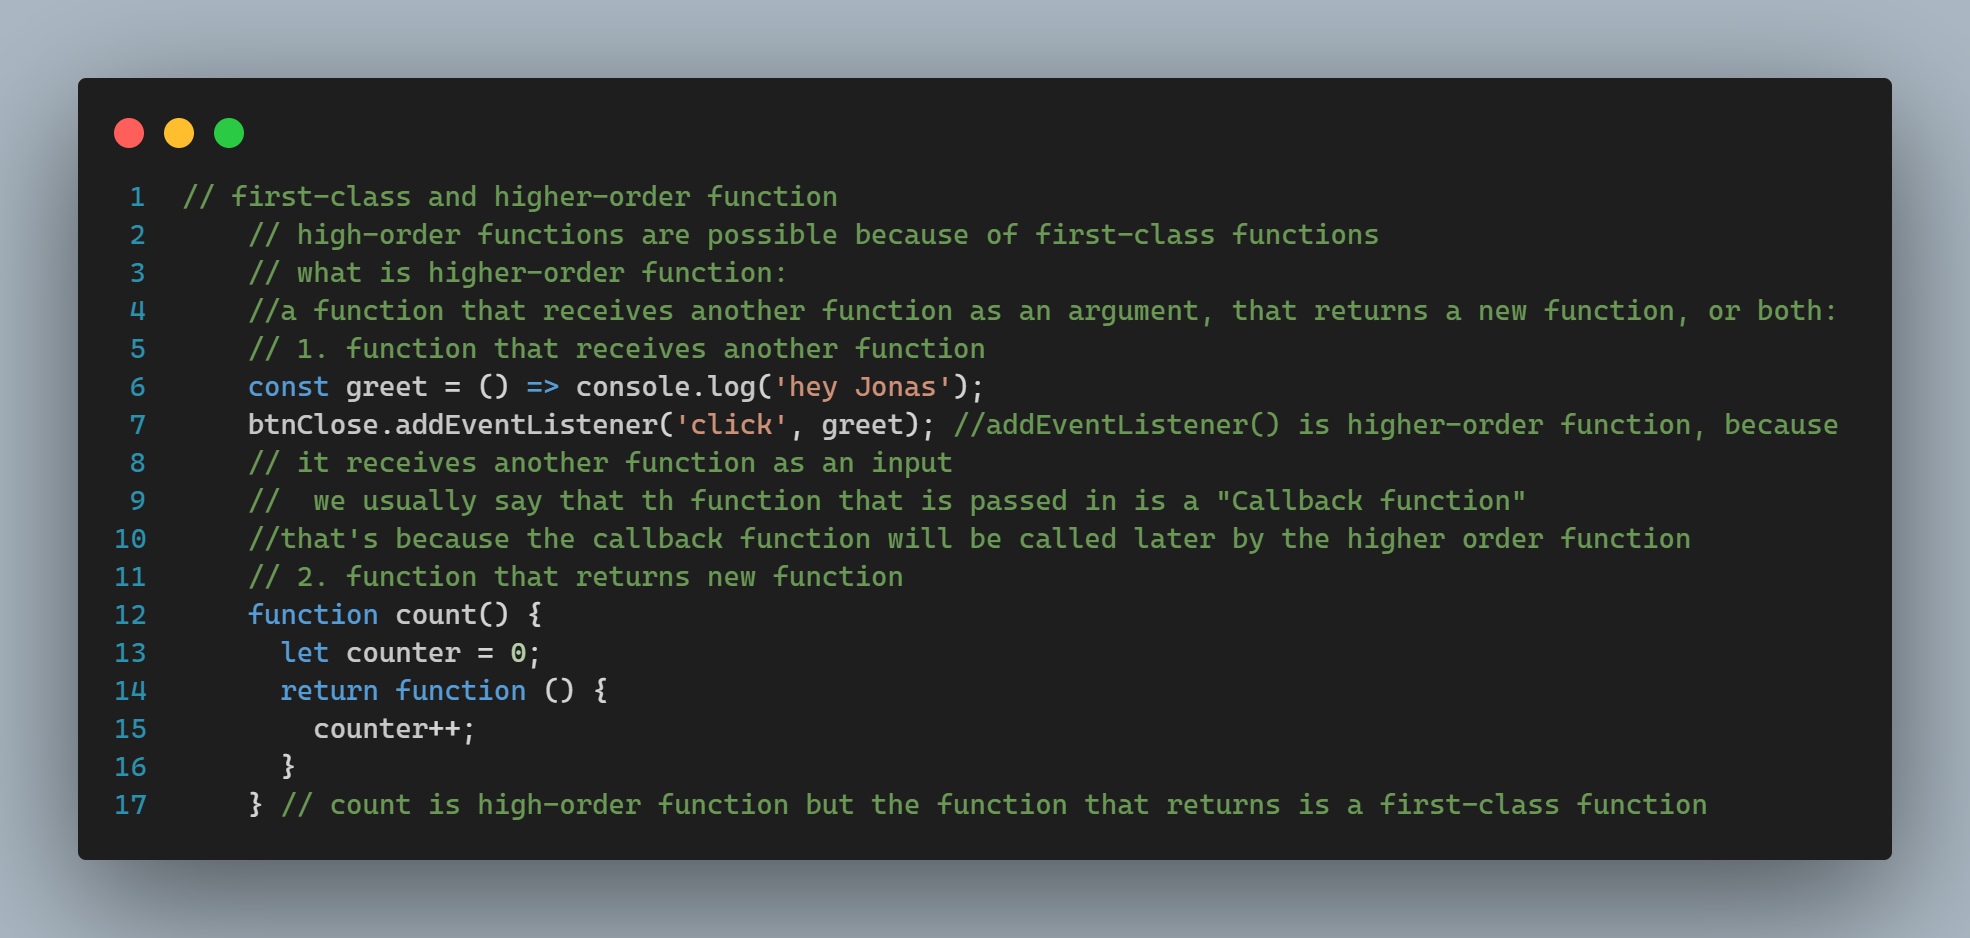 1 // first-class and higher-order function
2     // high-order functions are possible because of first-class functions
3     // what is higher-order function:
4     //a function that receives another function as an argument, that returns a new function, or both:
5     // 1. function that receives another function
6     const greet = () => console.log('hey Jonas');
7     btnClose.addEventListener('click', greet); //addEventListener() is higher-order function, because
8     // it receives another function as an input
9     //  we usually say that th function that is passed in is a "Callback function"
10     //that's because the callback function will be called later by the higher order function
11     // 2. function that returns new function
12     function count() {
13       let counter = 0;
14       return function () {
15         counter++;
16       }
17     } // count is high-order function but the function that returns is a first-class function